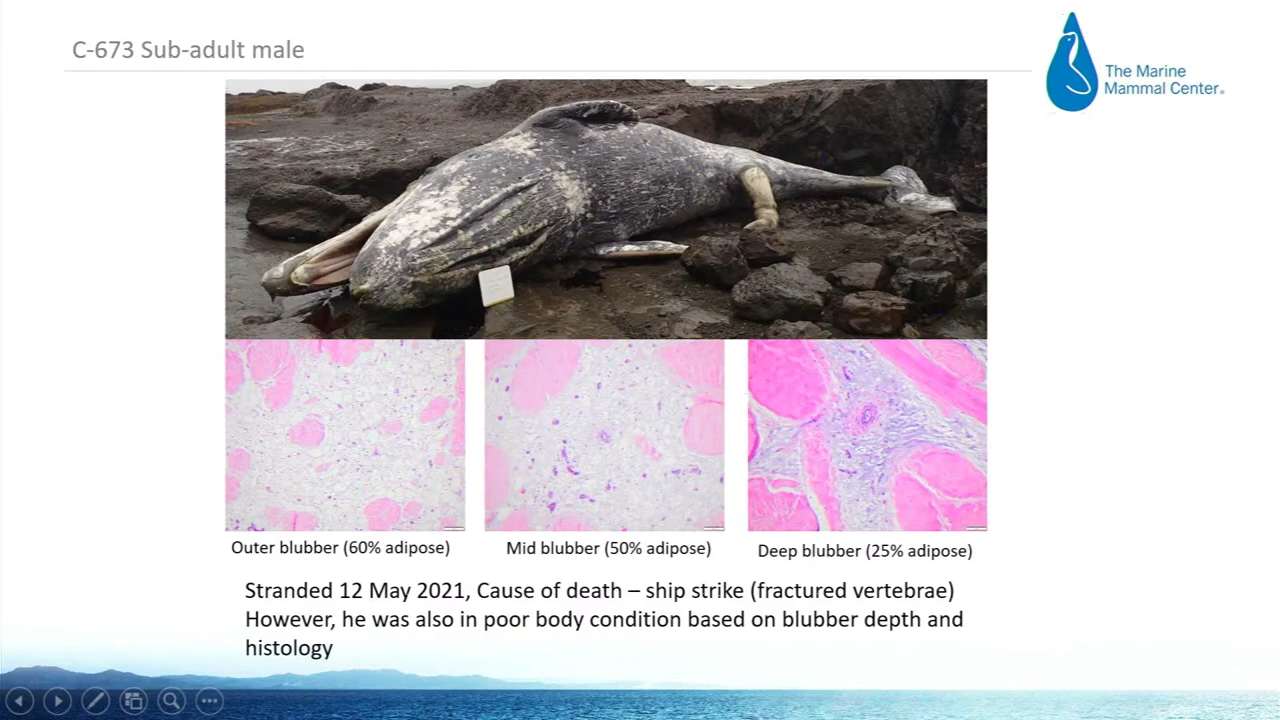 C-673 Sub-adult male
The Marine
Mammal Center®
Outer blubber (60% adipose)
Mid blubber (50% adipose)
Deep blubber (25% adipose)
Stranded 12 May 2021, Cause of death – ship strike (fractured vertebrae)
However, he was also in poor body condition based on blubber depth and
histology